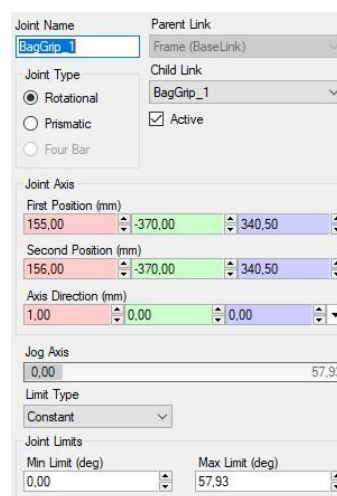 Joint Name Parent Link
BagGrip_1 Frame (BaseLink)
Joint Type Child Link
Rotational BagGrip_1
Prismatic Active
Four Bar
Joint Axis
First Position (mm)
155,00 -370,00 340,50
Second Position (mm)
156,00 -370,00 340,50
Axis Direction (mm)
1,00 0,00 0,00
Jog Axis
0,00 57,93
Limit Type
Constant
Joint Limits
Min Limit (deg) Max Limit (deg)
0,00 57,93